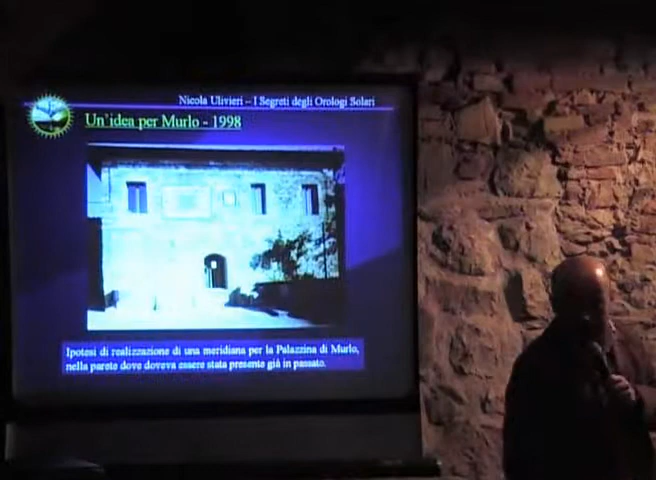 Nicola Ulivieri – I Segreti degli Orologi Solari
Un'idea per Murlo - 1998
Ipotesi di realizzazione di una meridiana per la Palazzina di Murlo,
nella parete dove doveva essere stata presente già in passato.